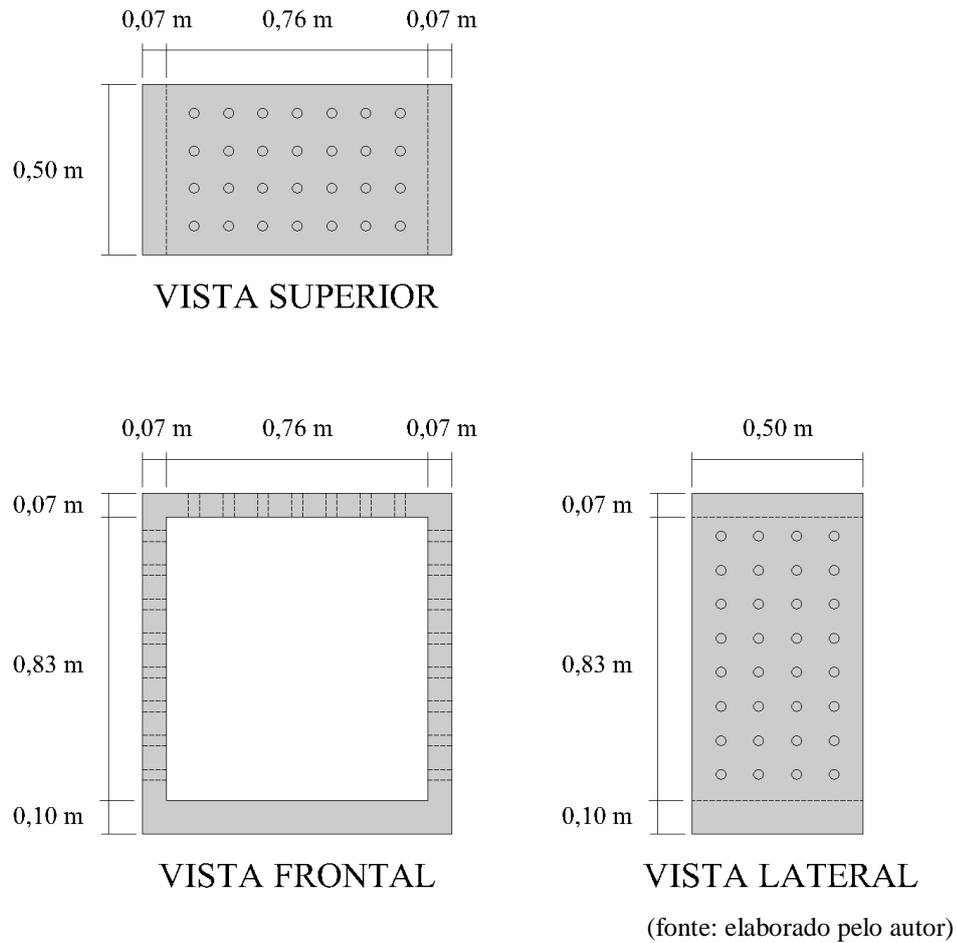 0,07 m 0,76 m 0,07 m
0,50 m
VISTA SUPERIOR
0,07 m 0,76 m 0,07 m
0,07 m
0,83 m
0,10 m
VISTA FRONTAL
0,50 m
0,07 m
0,83 m
0,10 m
VISTA LATERAL
(fonte: elaborado pelo autor)